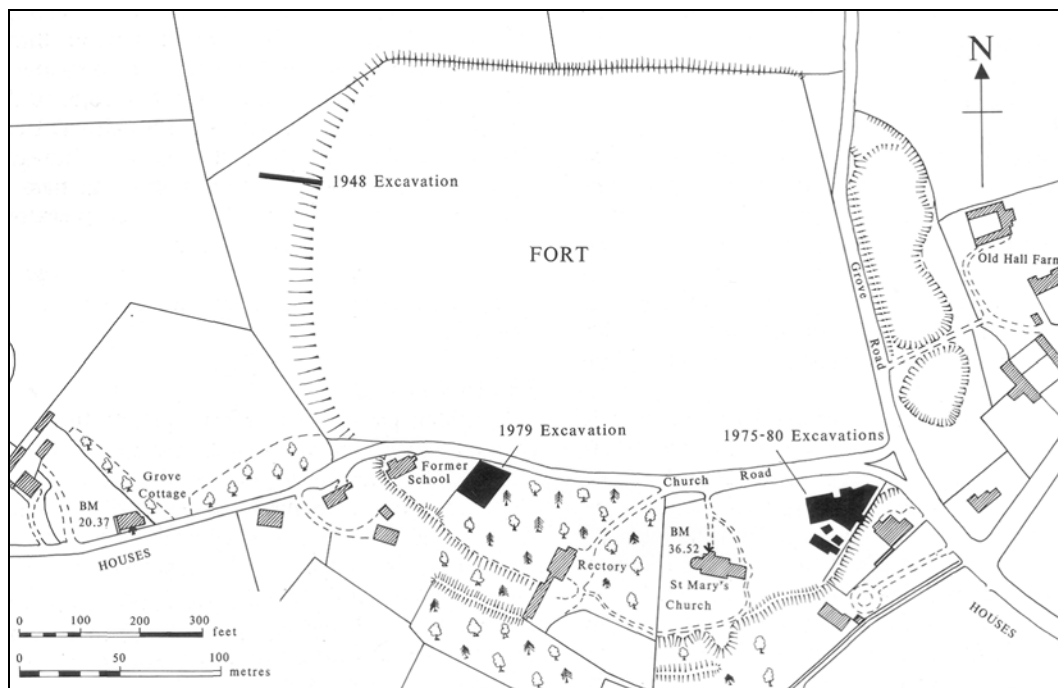 N
1948 Excavation
FORT
Old Hall Farm
Grove Road
1979 Excavation
1975-80 Excavations
Former
School
Church Road
Grove
Cottage
BM
20.37
BM
36.52
Rectory
St Mary's
Church
HOUSES
HOUSES
0 100 200 300
feet
0 50 100
metres